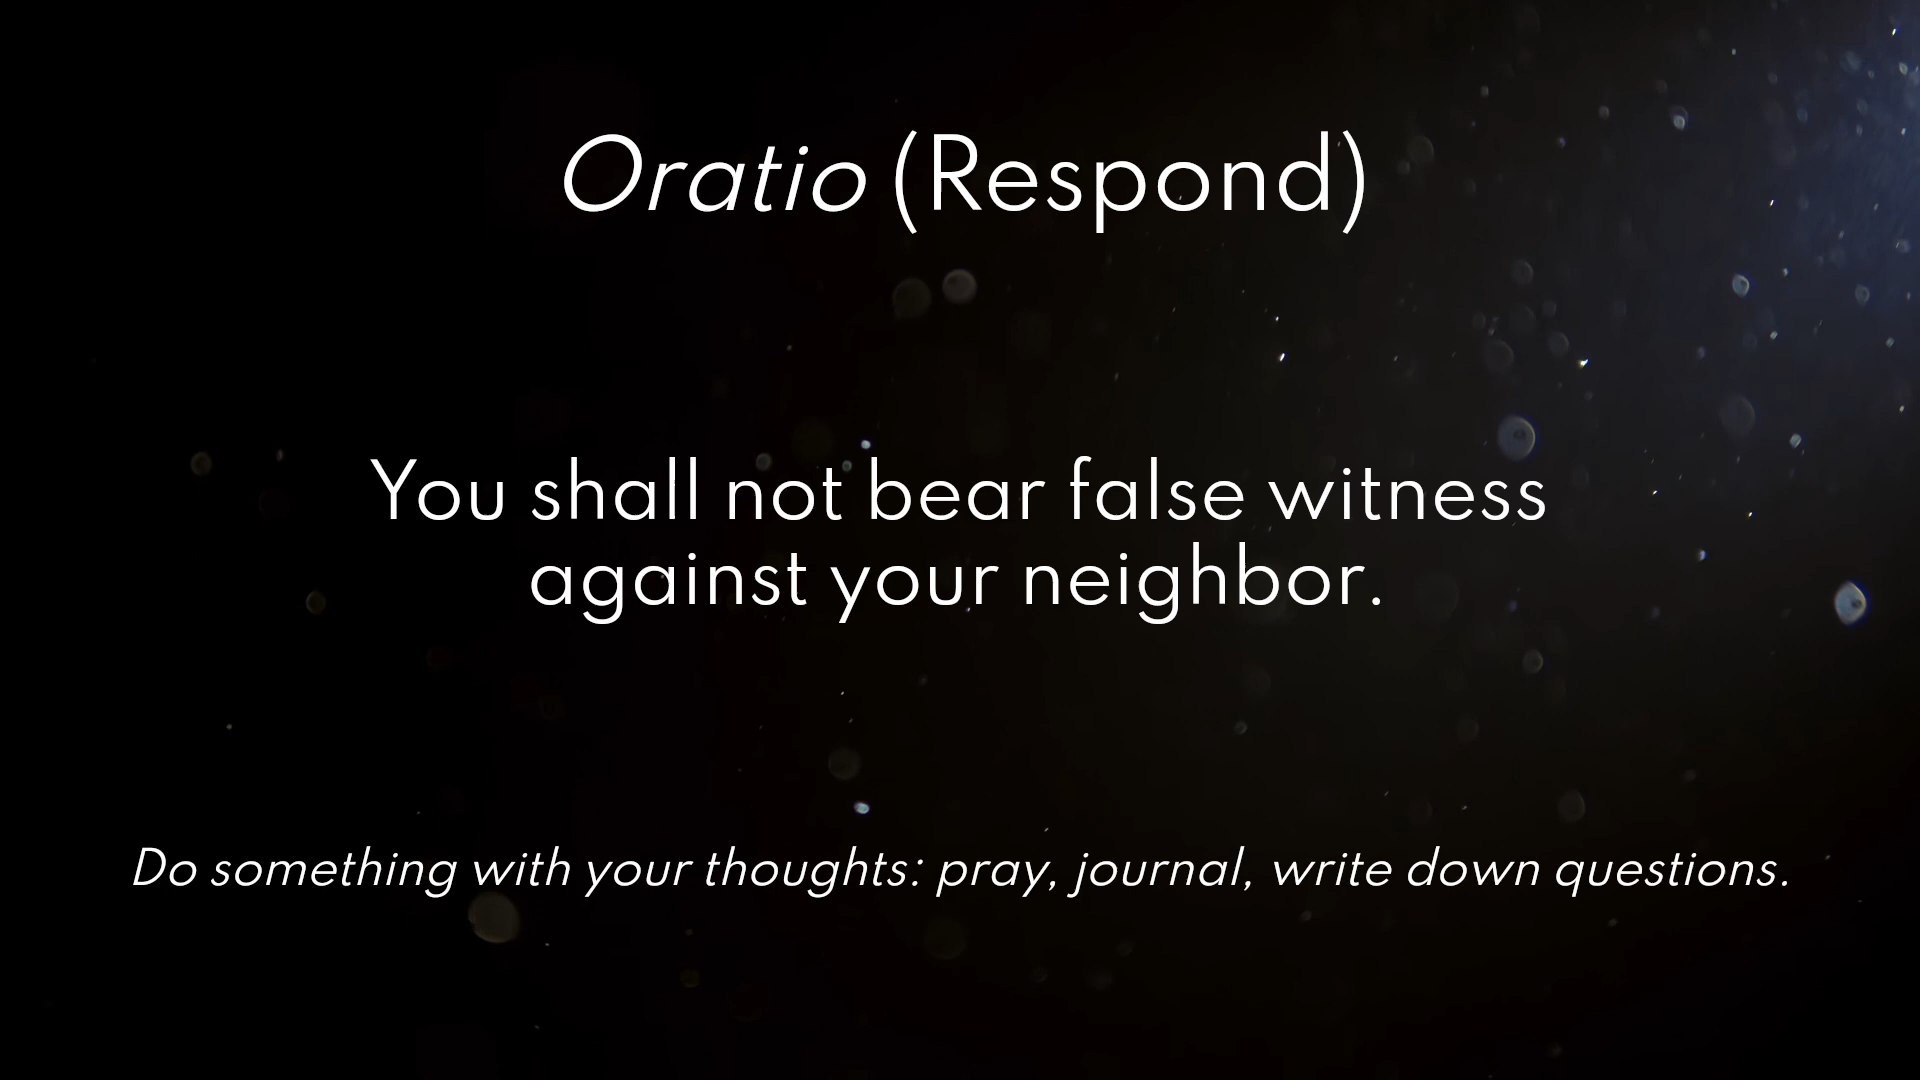 Oratio (Respond)
You shall not bear false witness
against your neighbor.
Do something with your thoughts: pray, journal, write down questions.